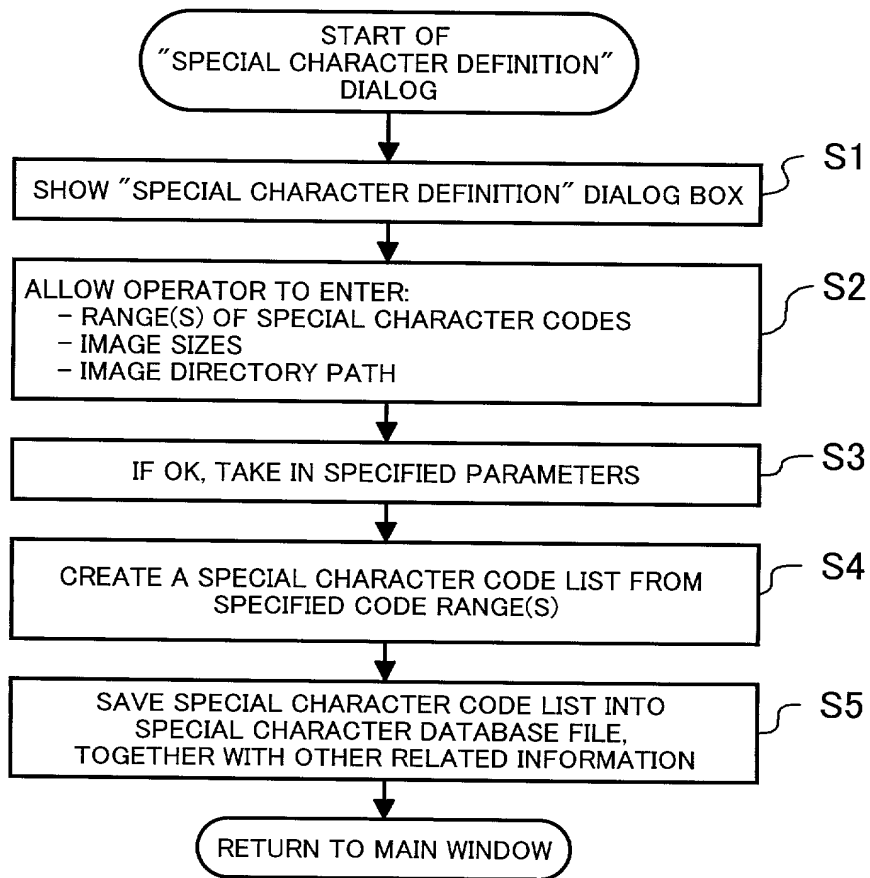 START OF
"SPECIAL CHARACTER DEFINITION"
DIALOG
S1
SHOW "SPECIAL CHARACTER DEFINITION" DIALOG BOX
S2
ALLOW OPERATOR TO ENTER:
– RANGE(S) OF SPECIAL CHARACTER CODES
– IMAGE SIZES
– IMAGE DIRECTORY PATH
S3
IF OK, TAKE IN SPECIFIED PARAMETERS
S4
CREATE A SPECIAL CHARACTER CODE LIST FROM
SPECIFIED CODE RANGE(S)
S5
SAVE SPECIAL CHARACTER CODE LIST INTO
SPECIAL CHARACTER DATABASE FILE,
TOGETHER WITH OTHER RELATED INFORMATION
RETURN TO MAIN WINDOW